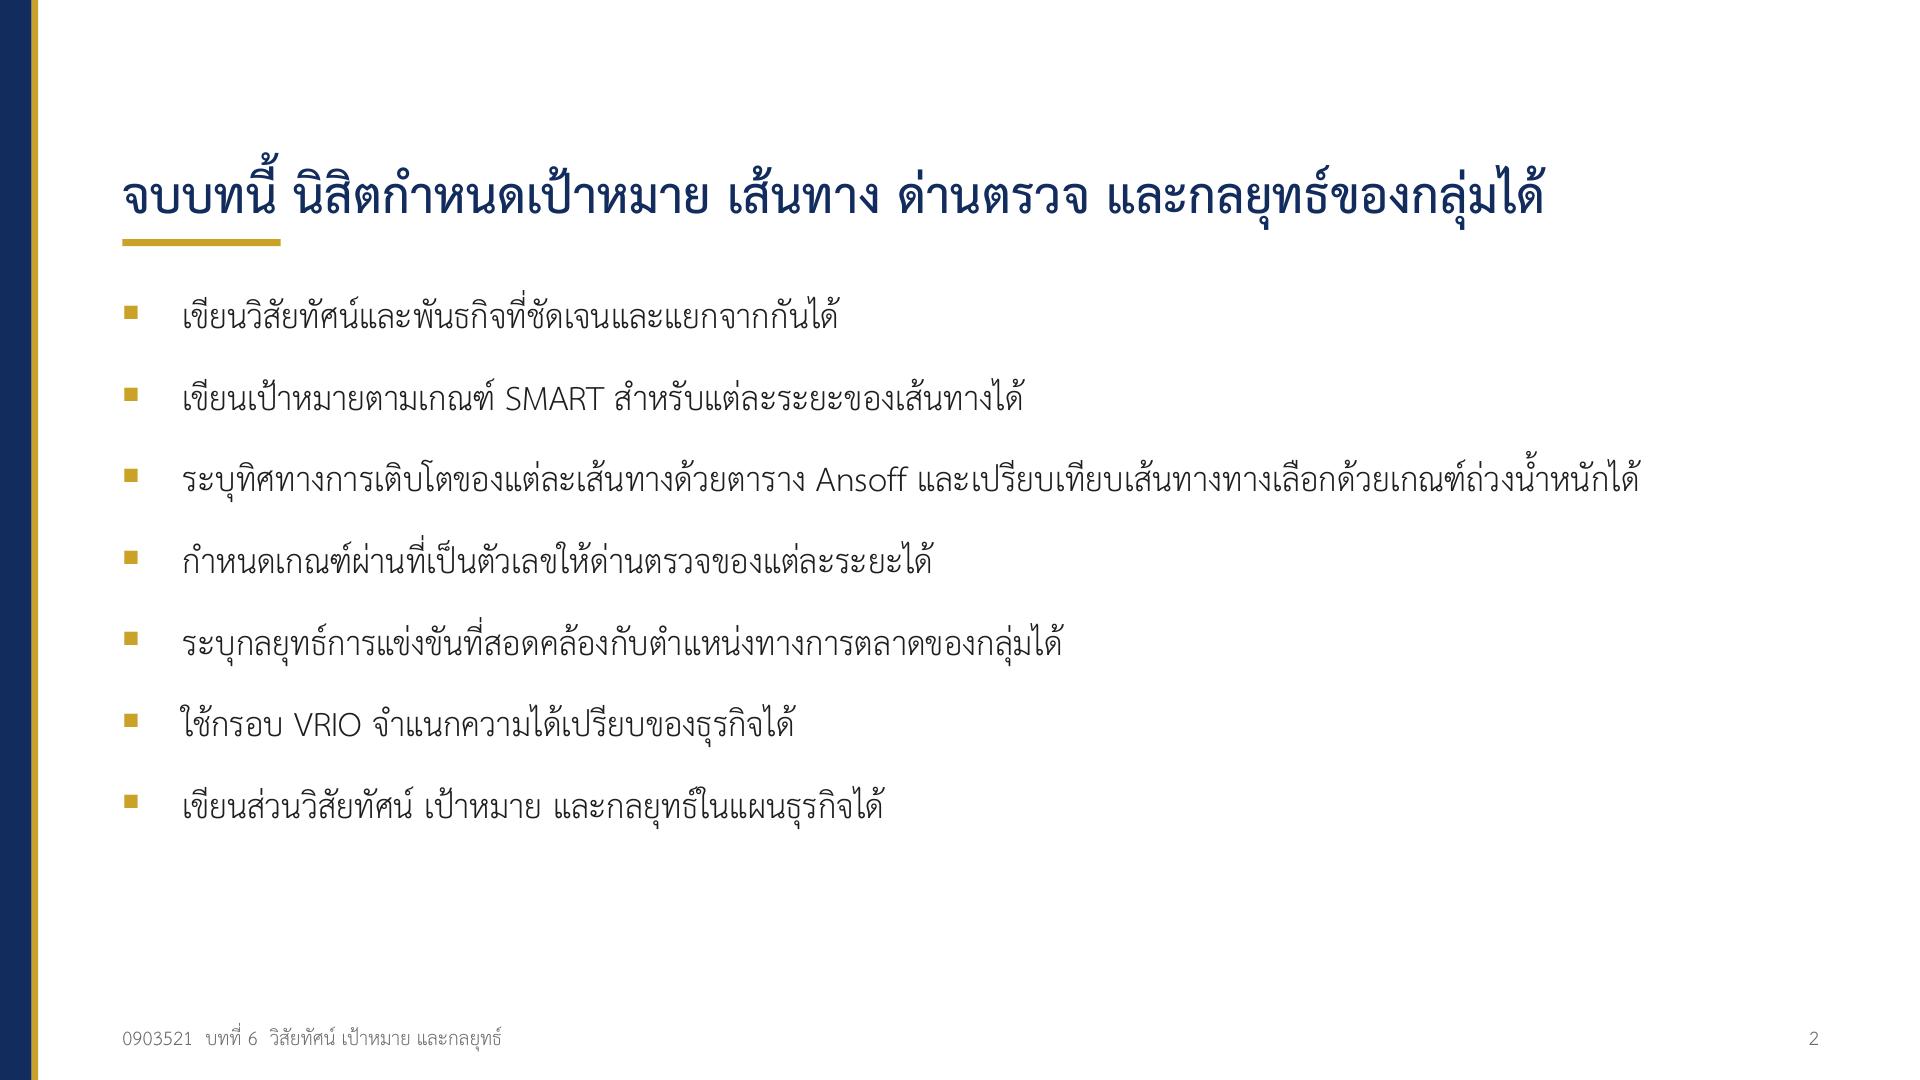 จบบทนี้ นิสิตกำหนดเป้าหมาย เส้นทาง ด่านตรวจ และกลยุทธ์ของกลุ่มได้
▪ เขียนวิสัยทัศน์และพันธกิจที่ชัดเจนและแยกจากกันได้
▪ เขียนเป้าหมายตามเกณฑ์ SMART สำหรับแต่ละระยะของเส้นทางได้
▪ ระบุทิศทางการเติบโตของแต่ละเส้นทางด้วยตาราง Ansoff และเปรียบเทียบเส้นทางทางเลือกด้วยเกณฑ์ถ่วงน้ำหนักได้
▪ กำหนดเกณฑ์ผ่านที่เป็นตัวเลขให้ด่านตรวจของแต่ละระยะได้
▪ ระบุกลยุทธ์การแข่งขันที่สอดคล้องกับตำแหน่งทางการตลาดของกลุ่มได้
▪ ใช้กรอบ VRIO จำแนกความได้เปรียบของธุรกิจได้
▪ เขียนส่วนวิสัยทัศน์ เป้าหมาย และกลยุทธ์ในแผนธุรกิจได้
0903521 บทที่ 6 วิสัยทัศน์ เป้าหมาย และกลยุทธ์
2